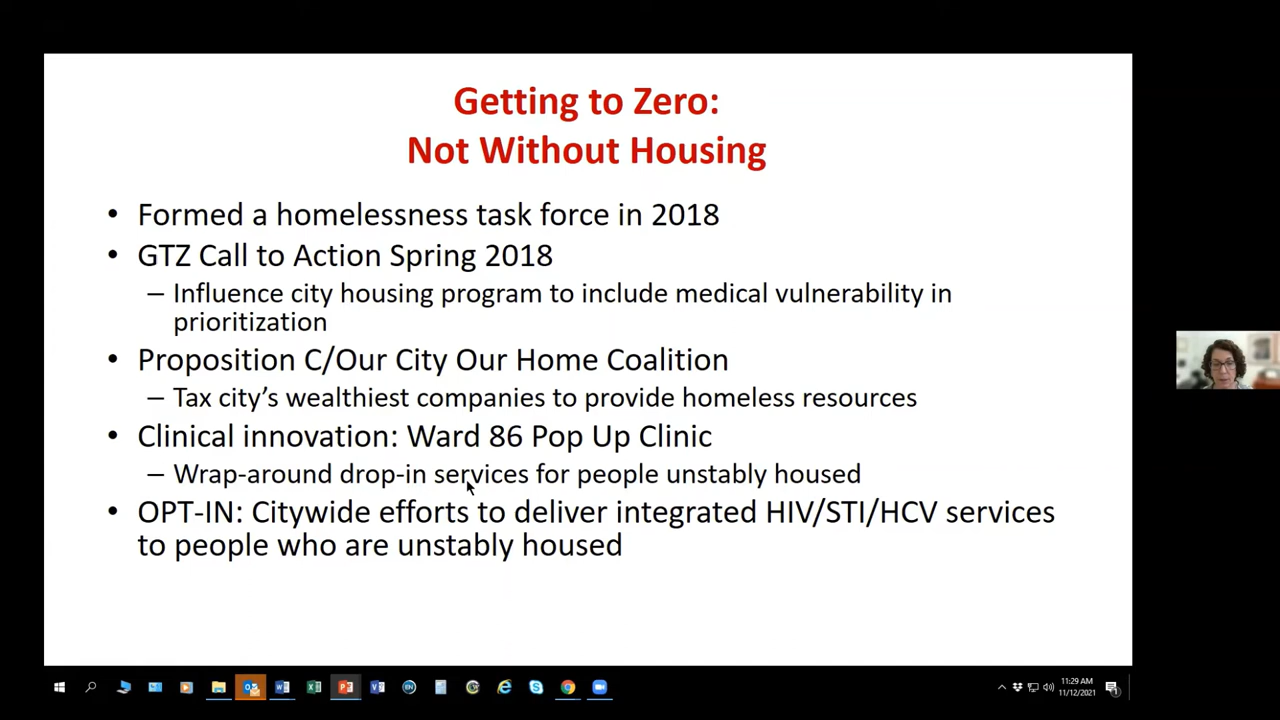 Getting to Zero:
Not Without Housing
• Formed a homelessness task force in 2018
• GTZ Call to Action Spring 2018
– Influence city housing program to include medical vulnerability in
prioritization
• Proposition C/Our City Our Home Coalition
– Tax city’s wealthiest companies to provide homeless resources
• Clinical innovation: Ward 86 Pop Up Clinic
– Wrap-around drop-in services for people unstably housed
• OPT-IN: Citywide efforts to deliver integrated HIV/STI/HCV services
to people who are unstably housed
11:29 AM
11/12/2021